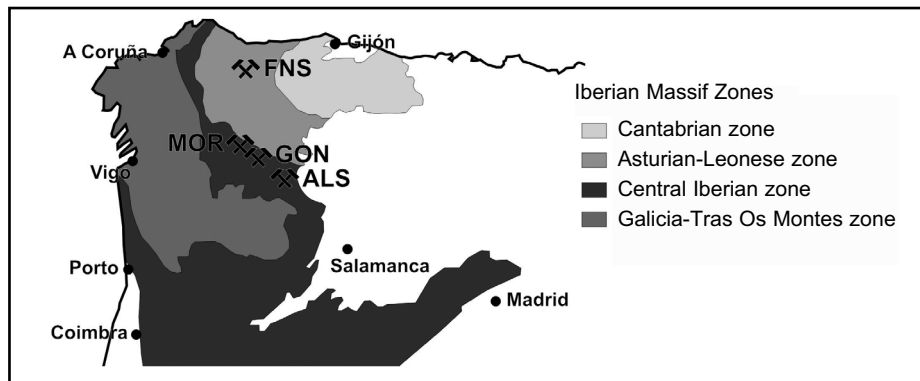 A Coruña
Gijón
FNS
MOR
GON
ALS
Vigo
Porto
Salamanca
Madrid
Coimbra
Iberian Massif Zones
Cantabrian zone
Asturian-Leonese zone
Central Iberian zone
Galicia-Tras Os Montes zone